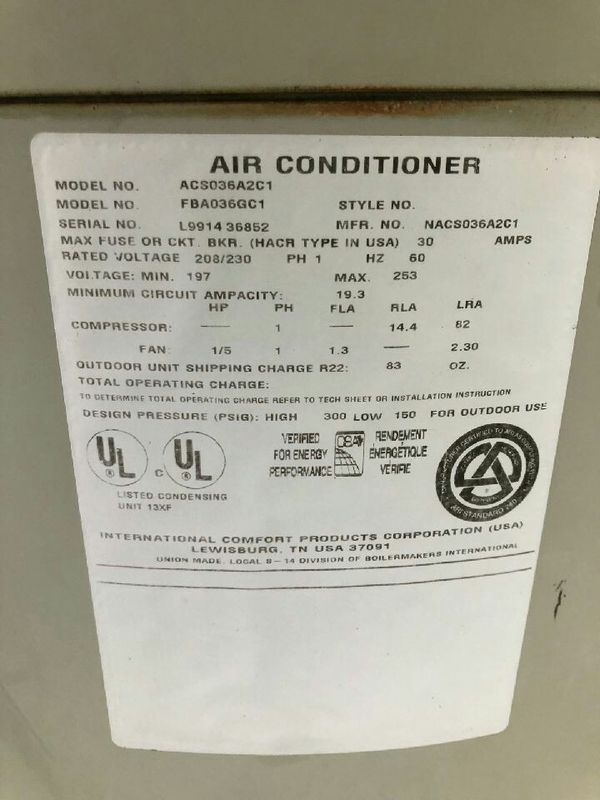 AIR CONDITIONER
MODEL NO. ACS036A2C1
MODEL NO. FBA036GC1 STYLE NO.
SERIAL NO. L9914 36852 MFR. NO. NACS036A2C1
MAX FUSE OR CKT. BKR. (HACR TYPE IN USA) 30 AMPS
RATED VOLTAGE 208/230 PH 1 HZ 60
VOLTAGE: MIN. 197 MAX. 253
MINIMUM CIRCUIT AMPACITY: 19.3
HP PH FLA RLA LRA
COMPRESSOR: — 1 — 14.4 82
FAN: 1/5 1 1.3 — 2.30
OUTDOOR UNIT SHIPPING CHARGE R22: 83 OZ.
TOTAL OPERATING CHARGE:
TO DETERMINE TOTAL OPERATING CHARGE REFER TO TECH SHEET OR INSTALLATION INSTRUCTION
DESIGN PRESSURE (PSIG): HIGH 300 LOW 150 FOR OUTDOOR USE
UL ® C UL ®
LISTED CONDENSING
UNIT 13XF
VERIFIED RENDEMENT
FOR ENERGY ÉNERGÉTIQUE
PERFORMANCE VÉRIFIÉ
ARI STANDARD 210
INTERNATIONAL COMFORT PRODUCTS CORPORATION (USA)
LEWISBURG, TN USA 37091
UNION MADE. LOCAL S-14 DIVISION OF BOILERMAKERS INTERNATIONAL